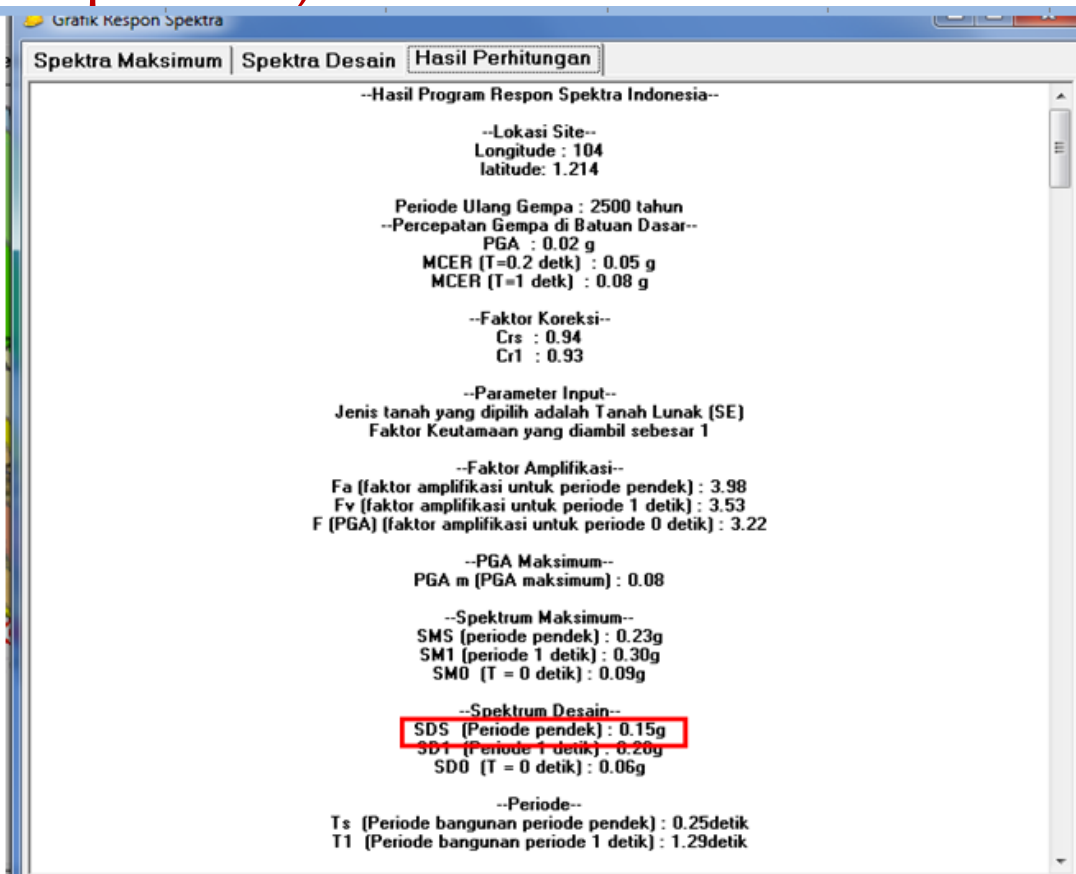 Grafik Respon Spektra
Spektra Maksimum Spektra Desain Hasil Perhitungan
--Hasil Program Respon Spektra Indonesia--
--Lokasi Site--
Longitude : 104
latitude: 1.214
Periode Ulang Gempa : 2500 tahun
--Percepatan Gempa di Batuan Dasar--
PGA : 0.02 g
MCER (T=0.2 detk) : 0.05 g
MCER (T=1 detk) : 0.08 g
--Faktor Koreksi--
Crs : 0.94
Cr1 : 0.93
--Parameter Input--
Jenis tanah yang dipilih adalah Tanah Lunak (SE)
Faktor Keutamaan yang diambil sebesar 1
--Faktor Amplifikasi--
Fa (faktor amplifikasi untuk periode pendek) : 3.98
Fv (faktor amplifikasi untuk periode 1 detik) : 3.53
F (PGA) (faktor amplifikasi untuk periode 0 detik) : 3.22
--PGA Maksimum--
PGA m (PGA maksimum) : 0.08
--Spektrum Maksimum--
SMS (periode pendek) : 0.23g
SM1 (periode 1 detik) : 0.30g
SM0 (T = 0 detik) : 0.09g
--Spektrum Desain--
SDS (Periode pendek) : 0.15g
SD1 (Periode 1 detik) : 0.20g
SD0 (T = 0 detik) : 0.06g
--Periode--
Ts (Periode bangunan periode pendek) : 0.25detik
T1 (Periode bangunan periode 1 detik) : 1.29detik